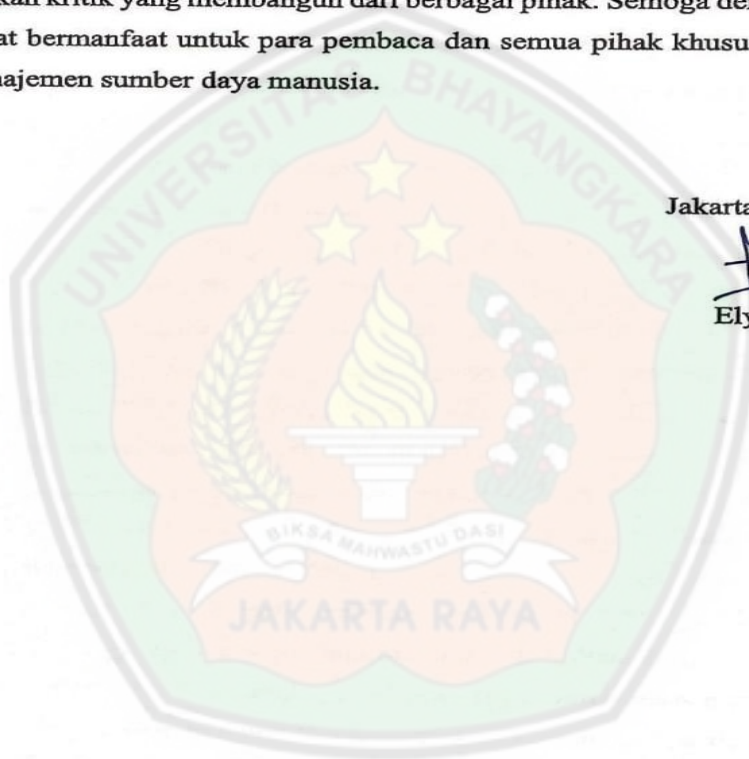 kan kritik yang membangun dari berbagai pihak. Semoga de
at bermanfaat untuk para pembaca dan semua pihak khusu
najemen sumber daya manusia.
Jakarta
Ely
UNIVERSITAS BHAYANGKARA
BIKSA MAHWASTU DASI
JAKARTA RAYA